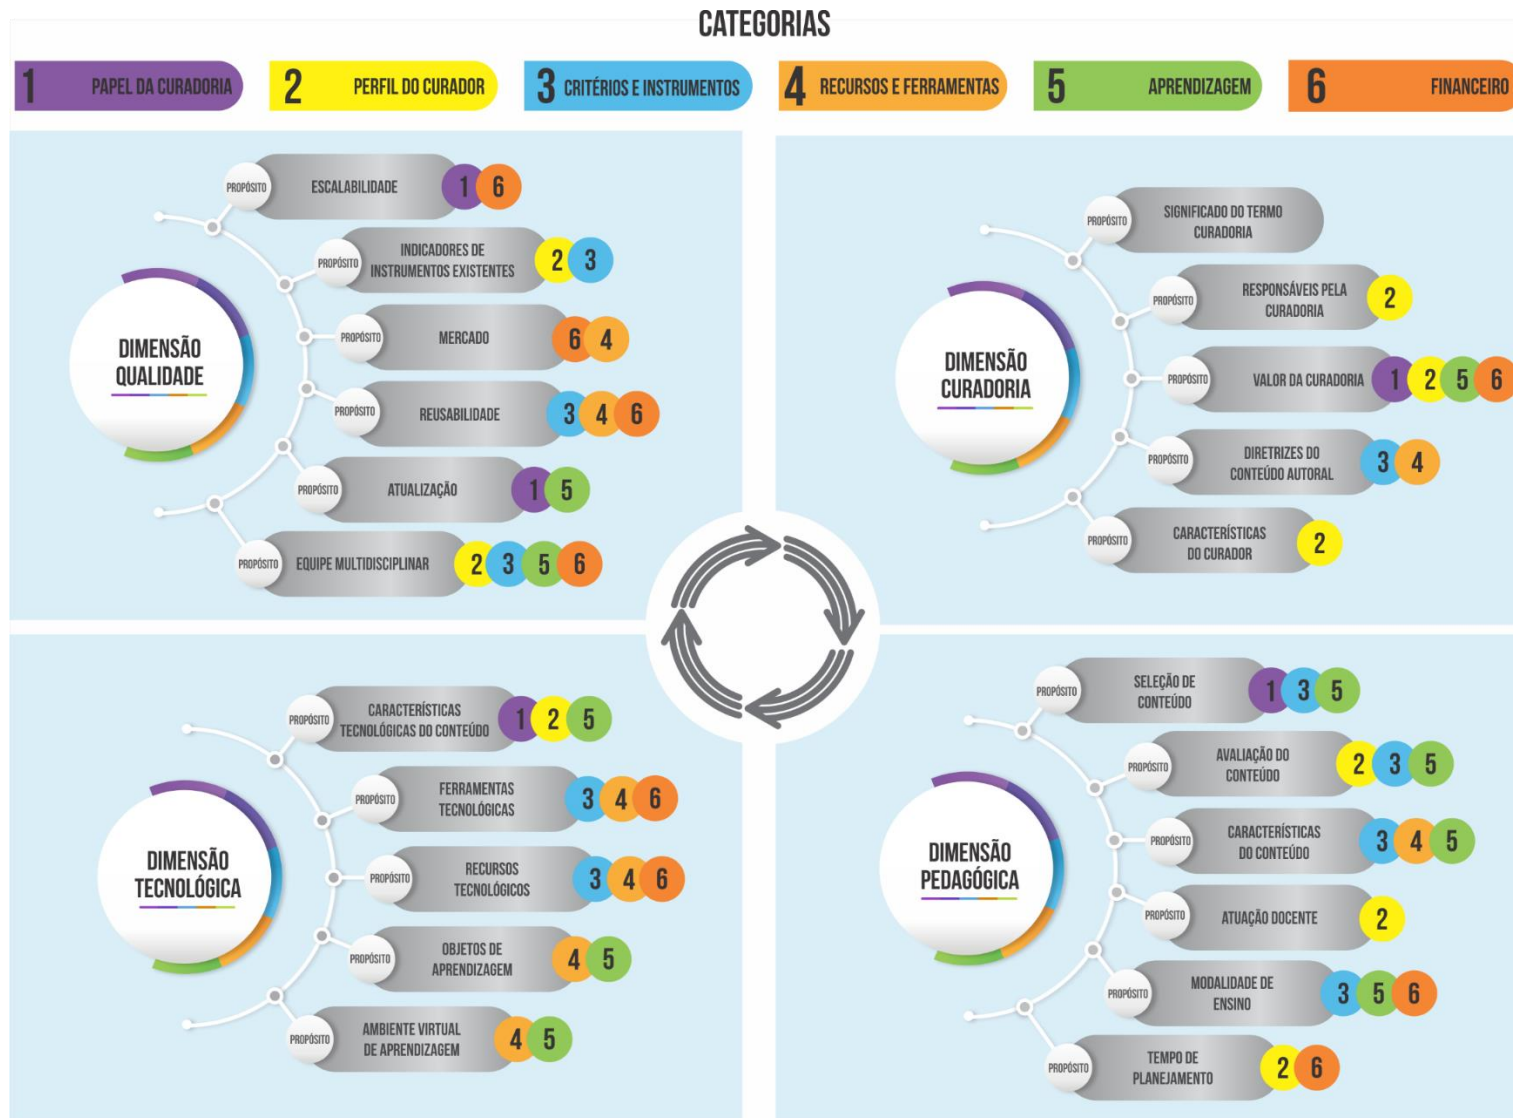 CATEGORIAS
1 PAPEL DA CURADORIA
2 PERFIL DO CURADOR
3 CRITÉRIOS E INSTRUMENTOS
4 RECURSOS E FERRAMENTAS
5 APRENDIZAGEM
6 FINANCEIRO
DIMENSÃO
QUALIDADE
PROPÓSITO
ESCALABILIDADE
1 6
PROPÓSITO
INDICADORES DE
INSTRUMENTOS EXISTENTES
2 3
PROPÓSITO
MERCADO
6 4
PROPÓSITO
REUSABILIDADE
3 4 6
PROPÓSITO
ATUALIZAÇÃO
1 5
PROPÓSITO
EQUIPE MULTIDISCIPLINAR
2 3 5 6
DIMENSÃO
CURADORIA
PROPÓSITO
SIGNIFICADO DO TERMO
CURADORIA
PROPÓSITO
RESPONSÁVEIS PELA
CURADORIA
2
PROPÓSITO
VALOR DA CURADORIA
1 2 5 6
PROPÓSITO
DIRETRIZES DO
CONTEÚDO AUTORAL
3 4
PROPÓSITO
CARACTERÍSTICAS
DO CURADOR
2
DIMENSÃO
TECNOLÓGICA
PROPÓSITO
CARACTERÍSTICAS
TECNOLÓGICAS DO CONTEÚDO
1 2 5
PROPÓSITO
FERRAMENTAS
TECNOLÓGICAS
3 4 6
PROPÓSITO
RECURSOS
TECNOLÓGICOS
3 4 6
PROPÓSITO
OBJETOS DE
APRENDIZAGEM
4 5
PROPÓSITO
AMBIENTE VIRTUAL
DE APRENDIZAGEM
4 5
DIMENSÃO
PEDAGÓGICA
PROPÓSITO
SELEÇÃO DE
CONTEÚDO
1 3 5
PROPÓSITO
AVALIAÇÃO DO
CONTEÚDO
2 3 5
PROPÓSITO
CARACTERÍSTICAS
DO CONTEÚDO
3 4 5
PROPÓSITO
ATUAÇÃO DOCENTE
2
PROPÓSITO
MODALIDADE DE
ENSINO
3 5 6
PROPÓSITO
TEMPO DE
PLANEJAMENTO
2 6